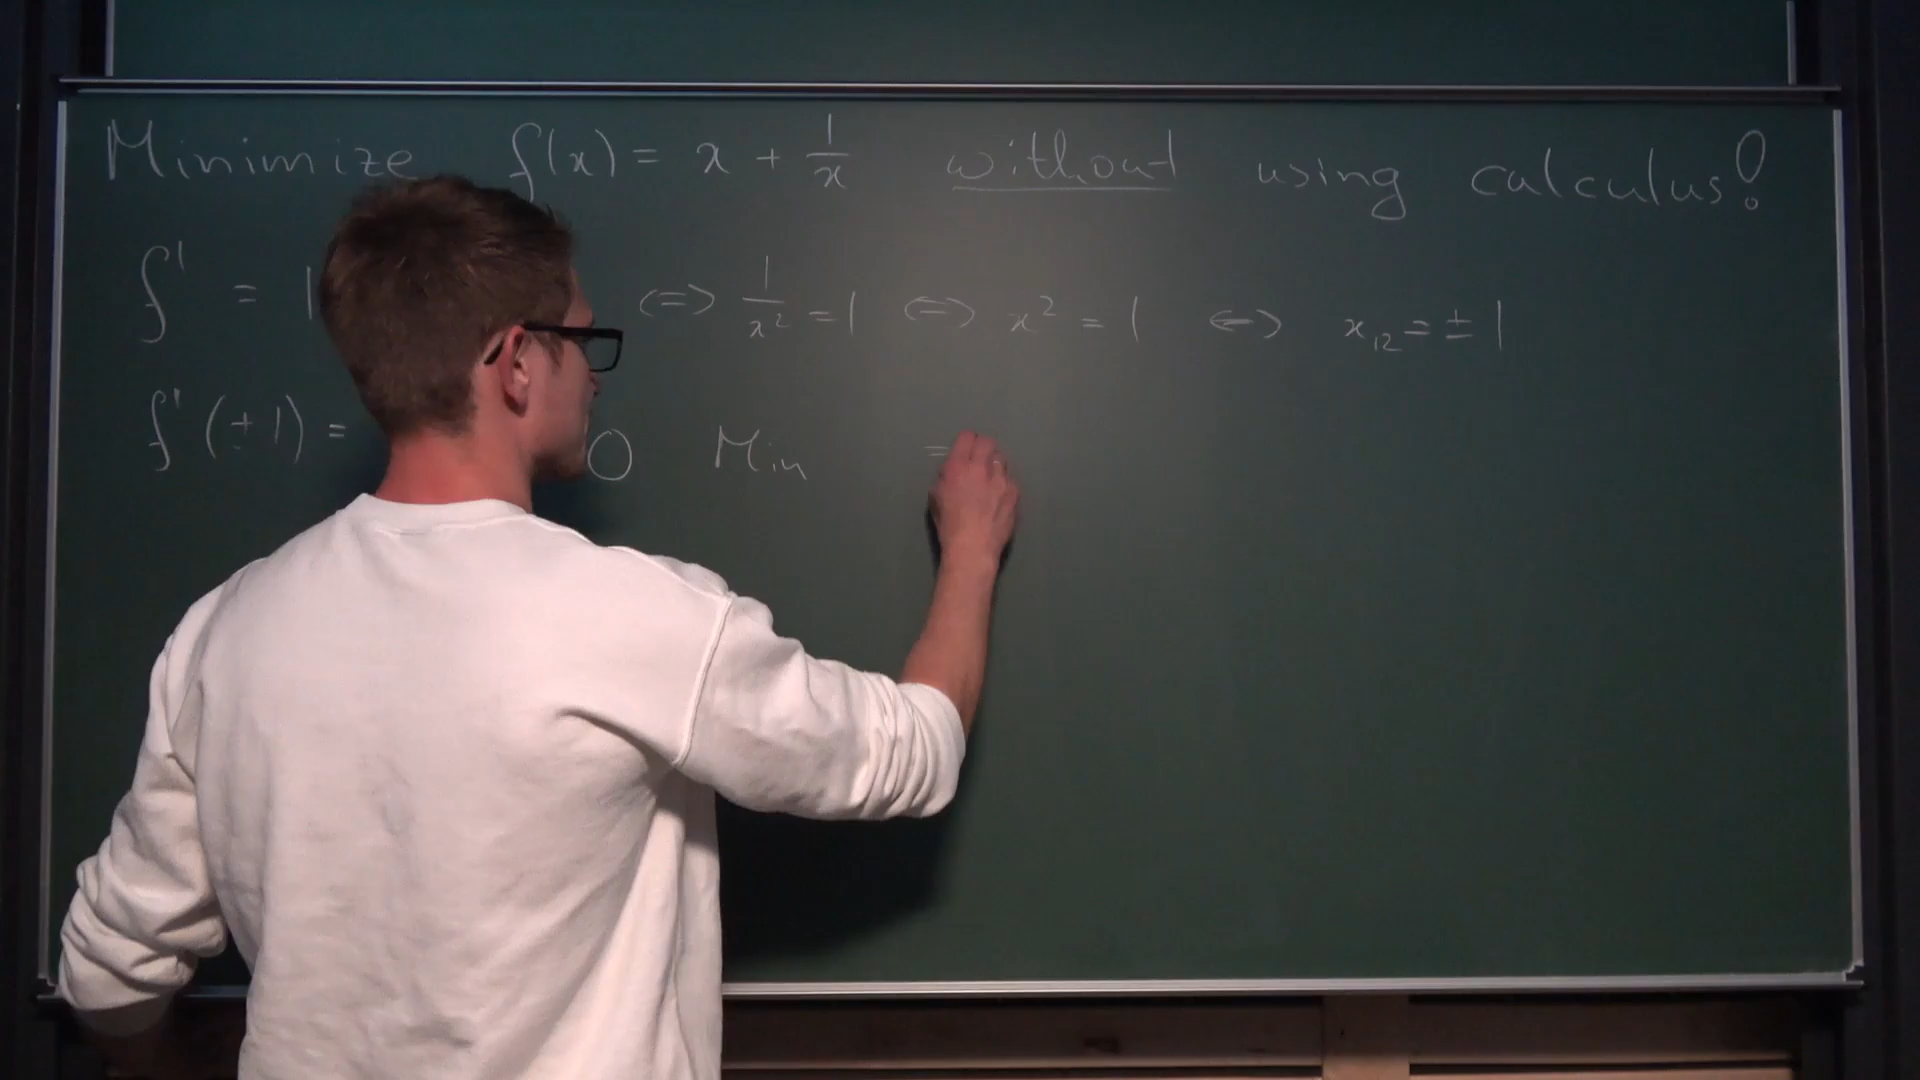 Minimize f(x) = x + 1/x without using calculus!
f' = 1 <=> 1/x² = 1 <=> x² = 1 <=> x₁₂ = ± 1
f''(±1) = 0 Min =